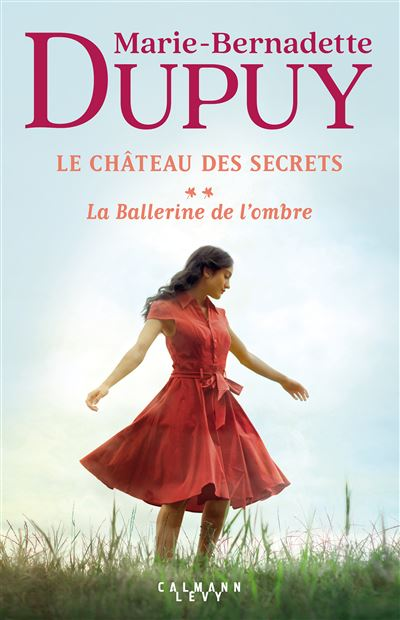 Marie-Bernadette
DUPUY
LE CHÂTEAU DES SECRETS
**
La Ballerine de l'ombre
CALMANN
LEVY